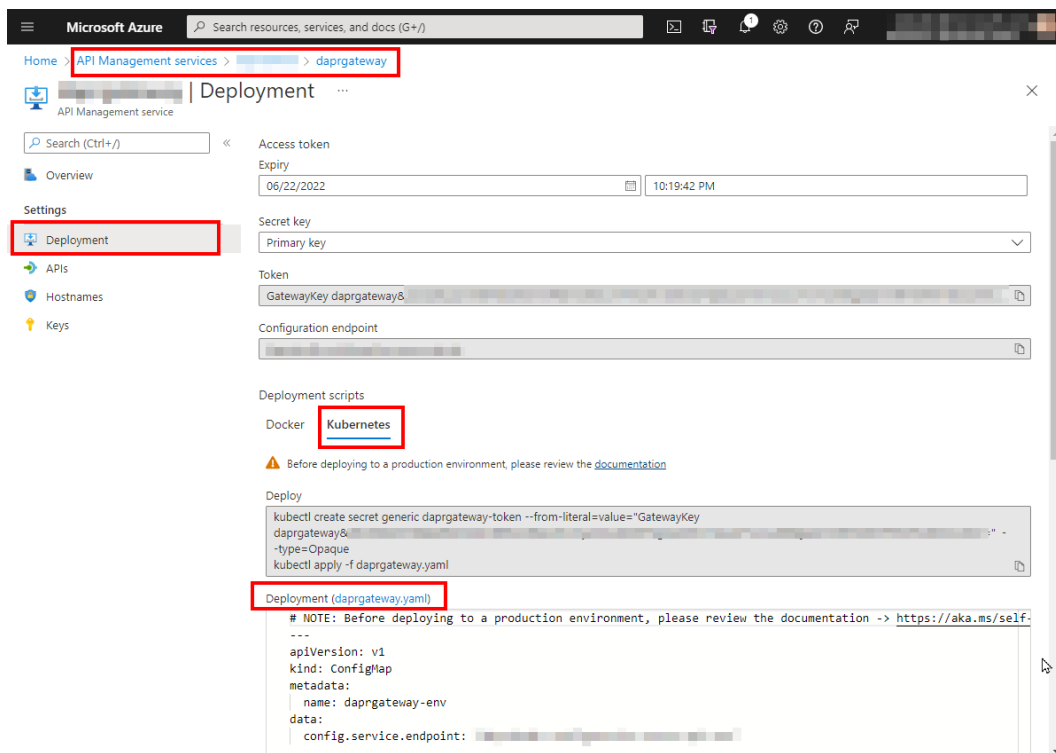 Microsoft Azure
Search resources, services, and docs (G+/)
1
Home > API Management services > > daprgateway
| Deployment ...
API Management service
Search (Ctrl+/)
«
Overview
Settings
Deployment
APIs
Hostnames
Keys
Access token
Expiry
06/22/2022
10:19:42 PM
Secret key
Primary key
Token
GatewayKey daprgateway&
Configuration endpoint
Deployment scripts
Docker
Kubernetes
Before deploying to a production environment, please review the documentation
Deploy
kubectl create secret generic daprgateway-token --from-literal=value="GatewayKey
daprgateway& =" -
-type=Opaque
kubectl apply -f daprgateway.yaml
Deployment (daprgateway.yaml)
# NOTE: Before deploying to a production environment, please review the documentation -> https://aka.ms/self-
---
apiVersion: v1
kind: ConfigMap
metadata:
name: daprgateway-env
data:
config.service.endpoint: